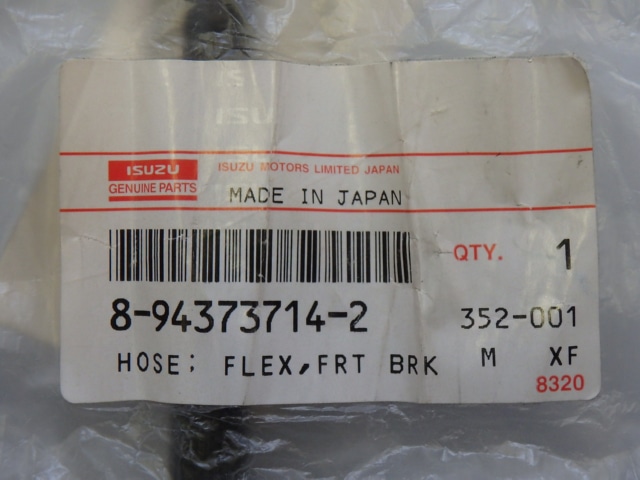 ISUZU
ISUZU MOTORS LIMITED JAPAN
GENUINE PARTS
MADE IN JAPAN
QTY. 1
8-94373714-2
352-001
HOSE; FLEX,FRT BRK M XF
8320